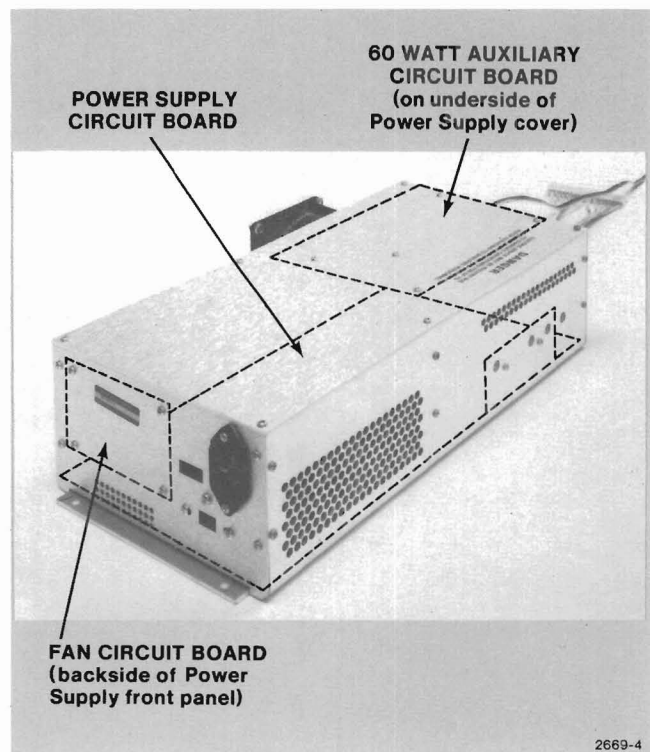 60 WATT AUXILIARY
CIRCUIT BOARD
(on underside of
Power Supply cover)
POWER SUPPLY
CIRCUIT BOARD
DANGER
FAN CIRCUIT BOARD
(backside of Power
Supply front panel)
2669-4